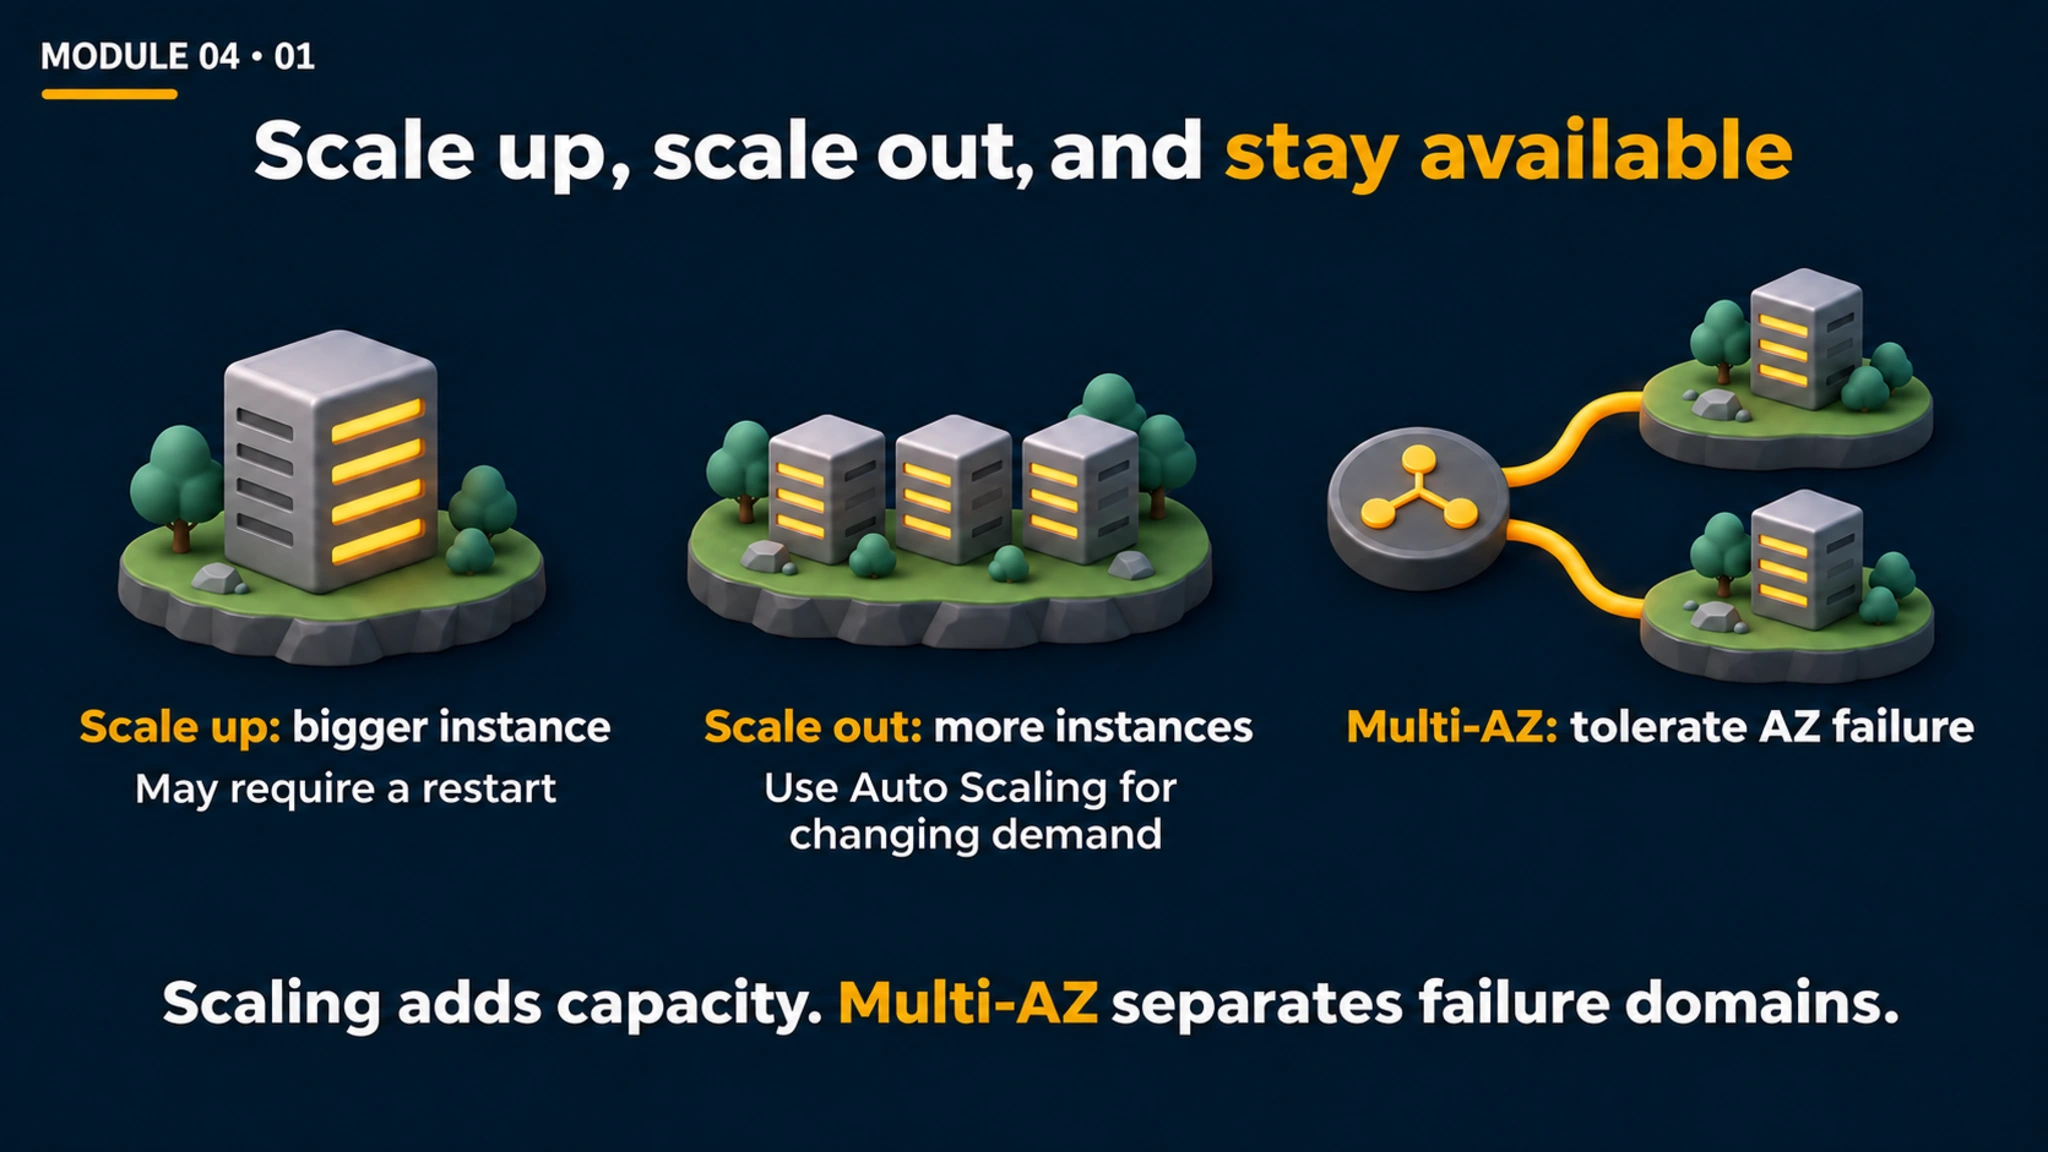 MODULE 04 • 01
Scale up, scale out, and stay available
Scale up: bigger instance
May require a restart
Scale out: more instances
Use Auto Scaling for
changing demand
Multi-AZ: tolerate AZ failure
Scaling adds capacity. Multi-AZ separates failure domains.